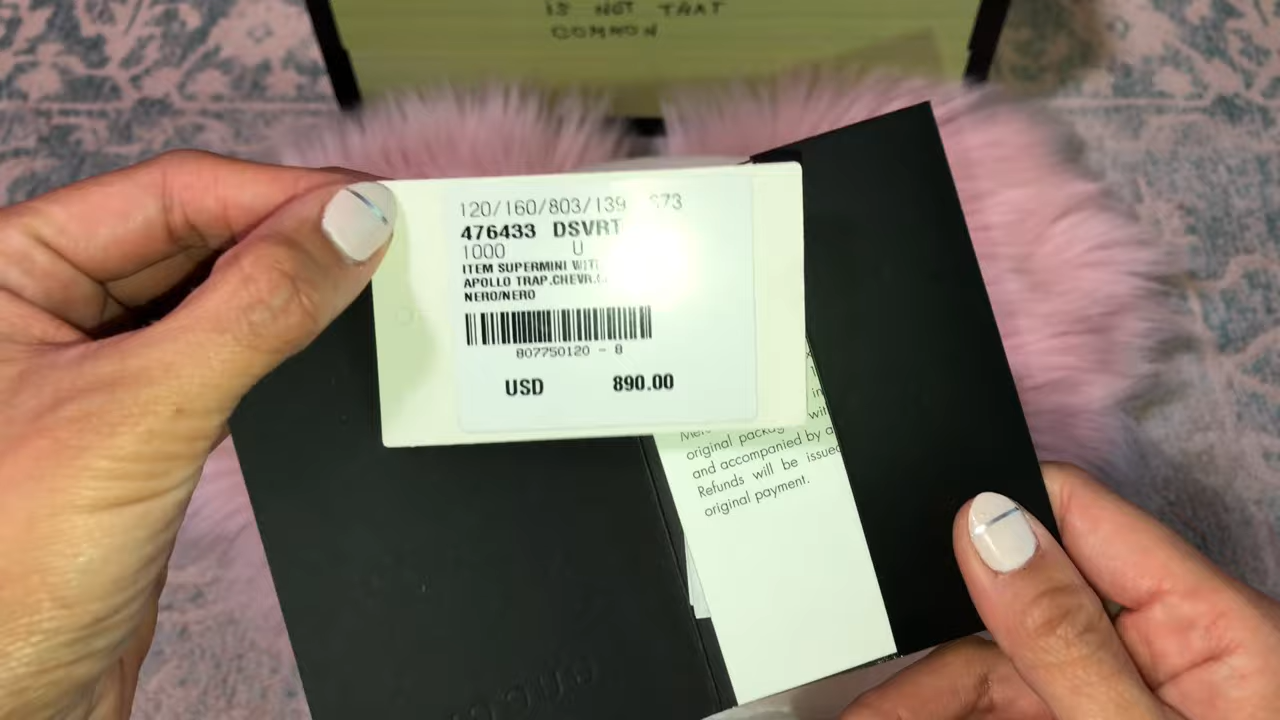 IS NOT THAT
COMMON
120/160/803/139 S73
476433 DSVRT
1000 U
ITEM SUPERMINI
APOLLO TRAP.CHEVR.
NERO/NERO
807750120 - 8
USD 890.00
original
and accompanied by
Refunds will be issued
original payment.